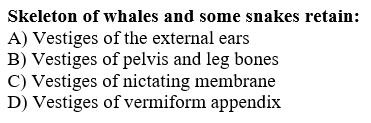 Skeleton of whales and some snakes retain:
A) Vestiges of the external ears
B) Vestiges of pelvis and leg bones
C) Vestiges of nictating membrane
D) Vestiges of vermiform appendix